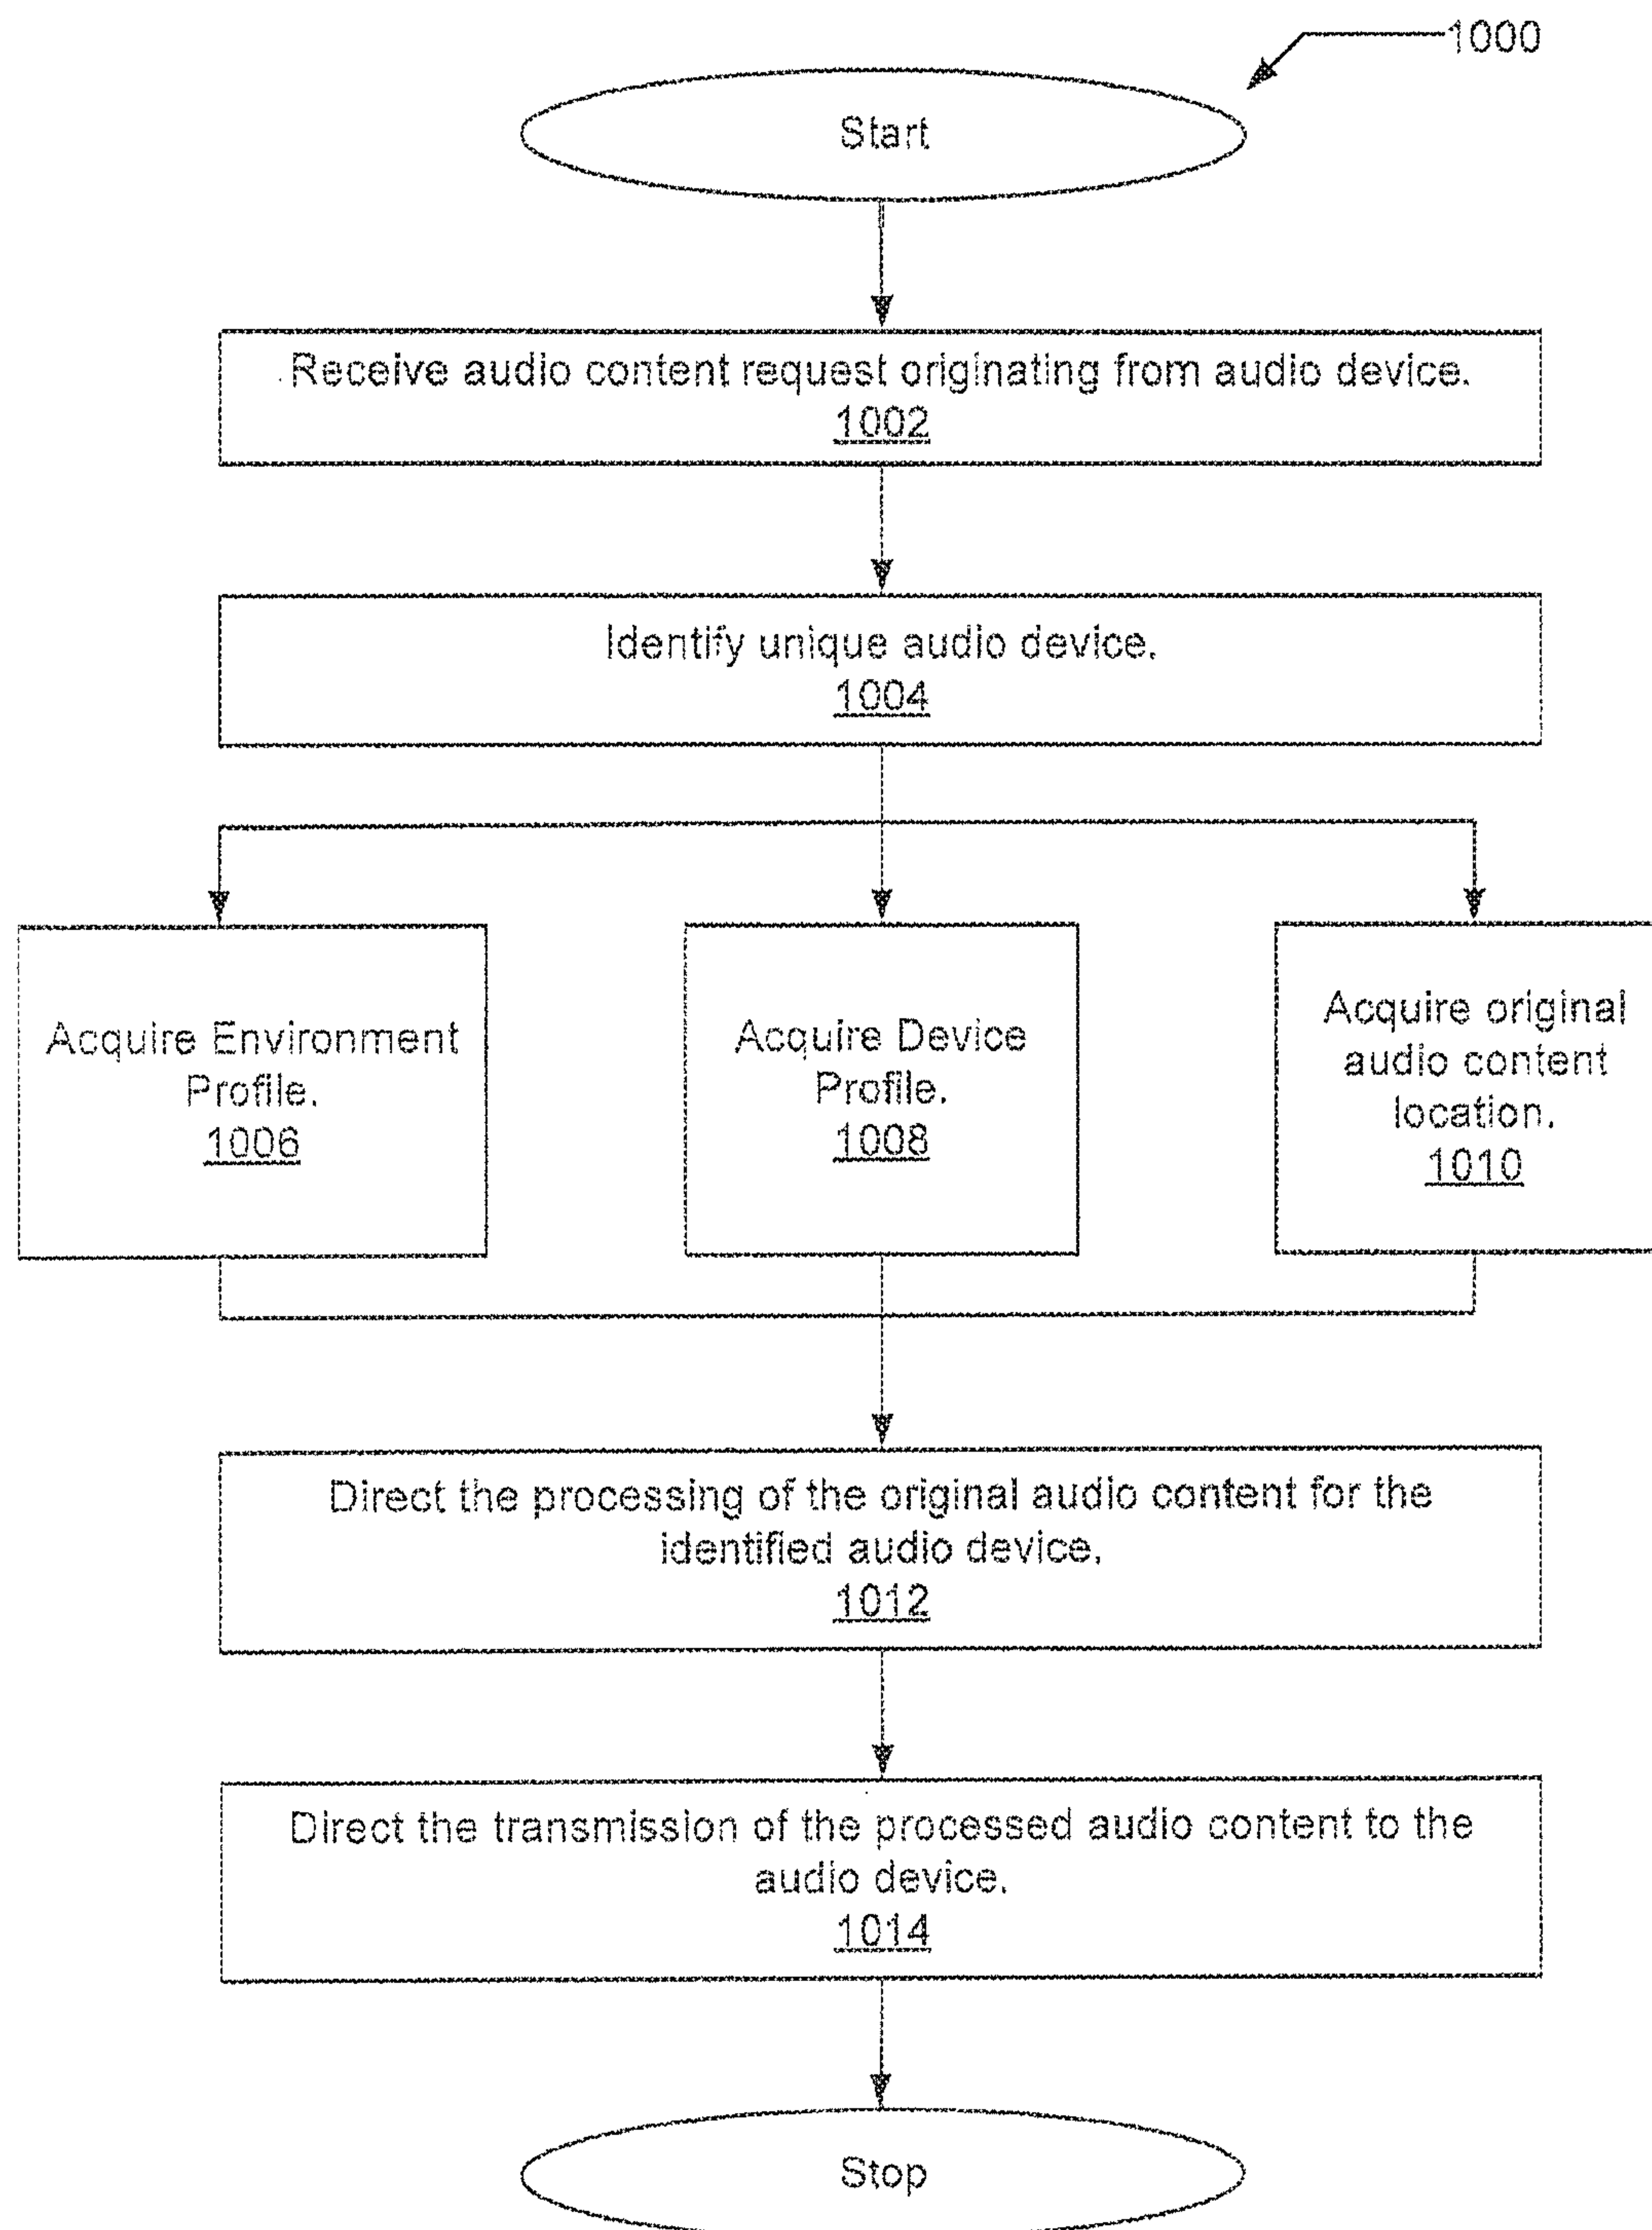 1000
Start
Receive audio content request originating from audio device.
1002
Identify unique audio device.
1004
Acquire Environment
Profile.
1006
Acquire Device
Profile.
1008
Acquire original
audio content
location.
1010
Direct the processing of the original audio content for the
identified audio device.
1012
Direct the transmission of the processed audio content to the
audio device.
1014
Stop